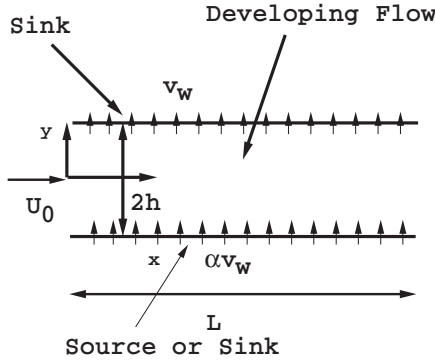 Developing Flow
Sink
v_w
y
U_0
2h
x
αv_w
L
Source or Sink